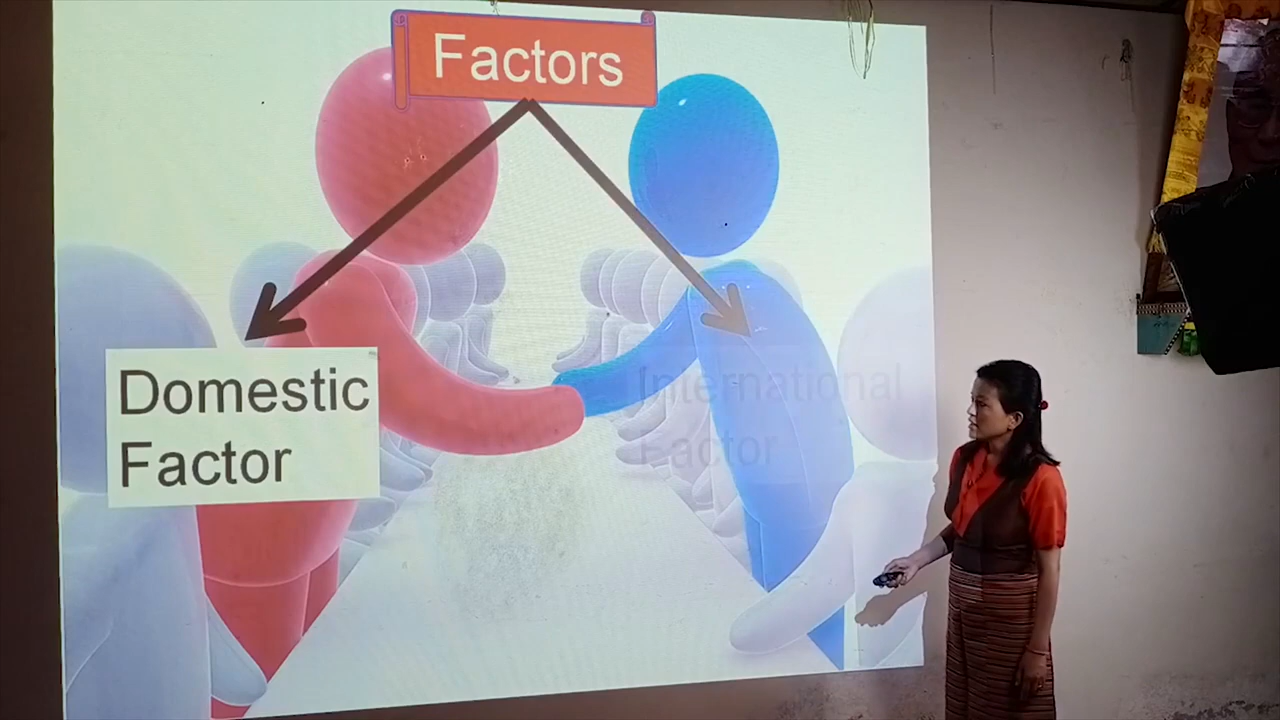 Factors
Domestic
Factor
International
Factor